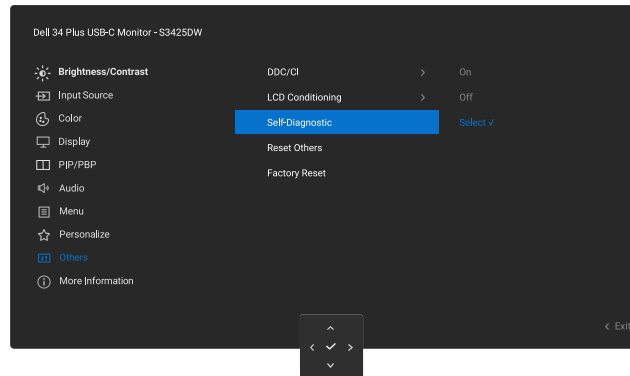 Dell 34 Plus USB-C Monitor - S3425DW
Brightness/Contrast
Input Source
Color
Display
PIP/PBP
Audio
Menu
Personalize
Others
More Information
DDC/CI > On
LCD Conditioning > Off
Self-Diagnostic Select √
Reset Others
Factory Reset
< Exit